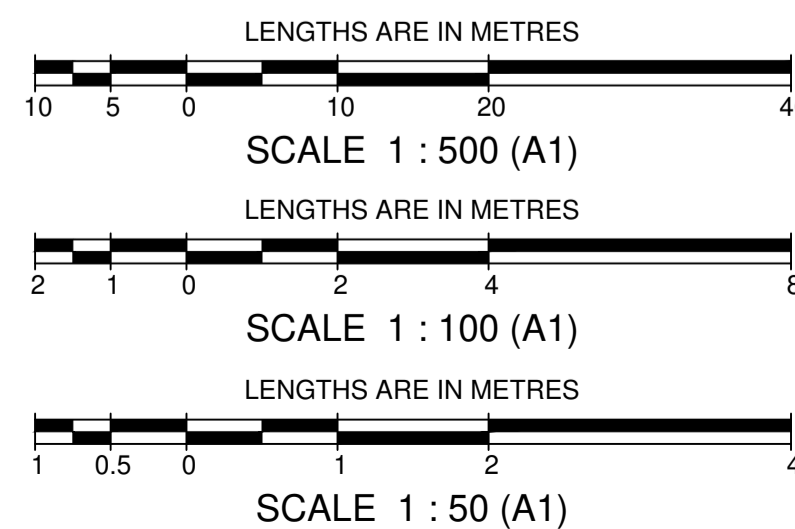 LENGTHS ARE IN METRES
10 5 0 10 20 4
SCALE 1 : 500 (A1)
LENGTHS ARE IN METRES
2 1 0 2 4 8
SCALE 1 : 100 (A1)
LENGTHS ARE IN METRES
1 0.5 0 1 2 4
SCALE 1 : 50 (A1)